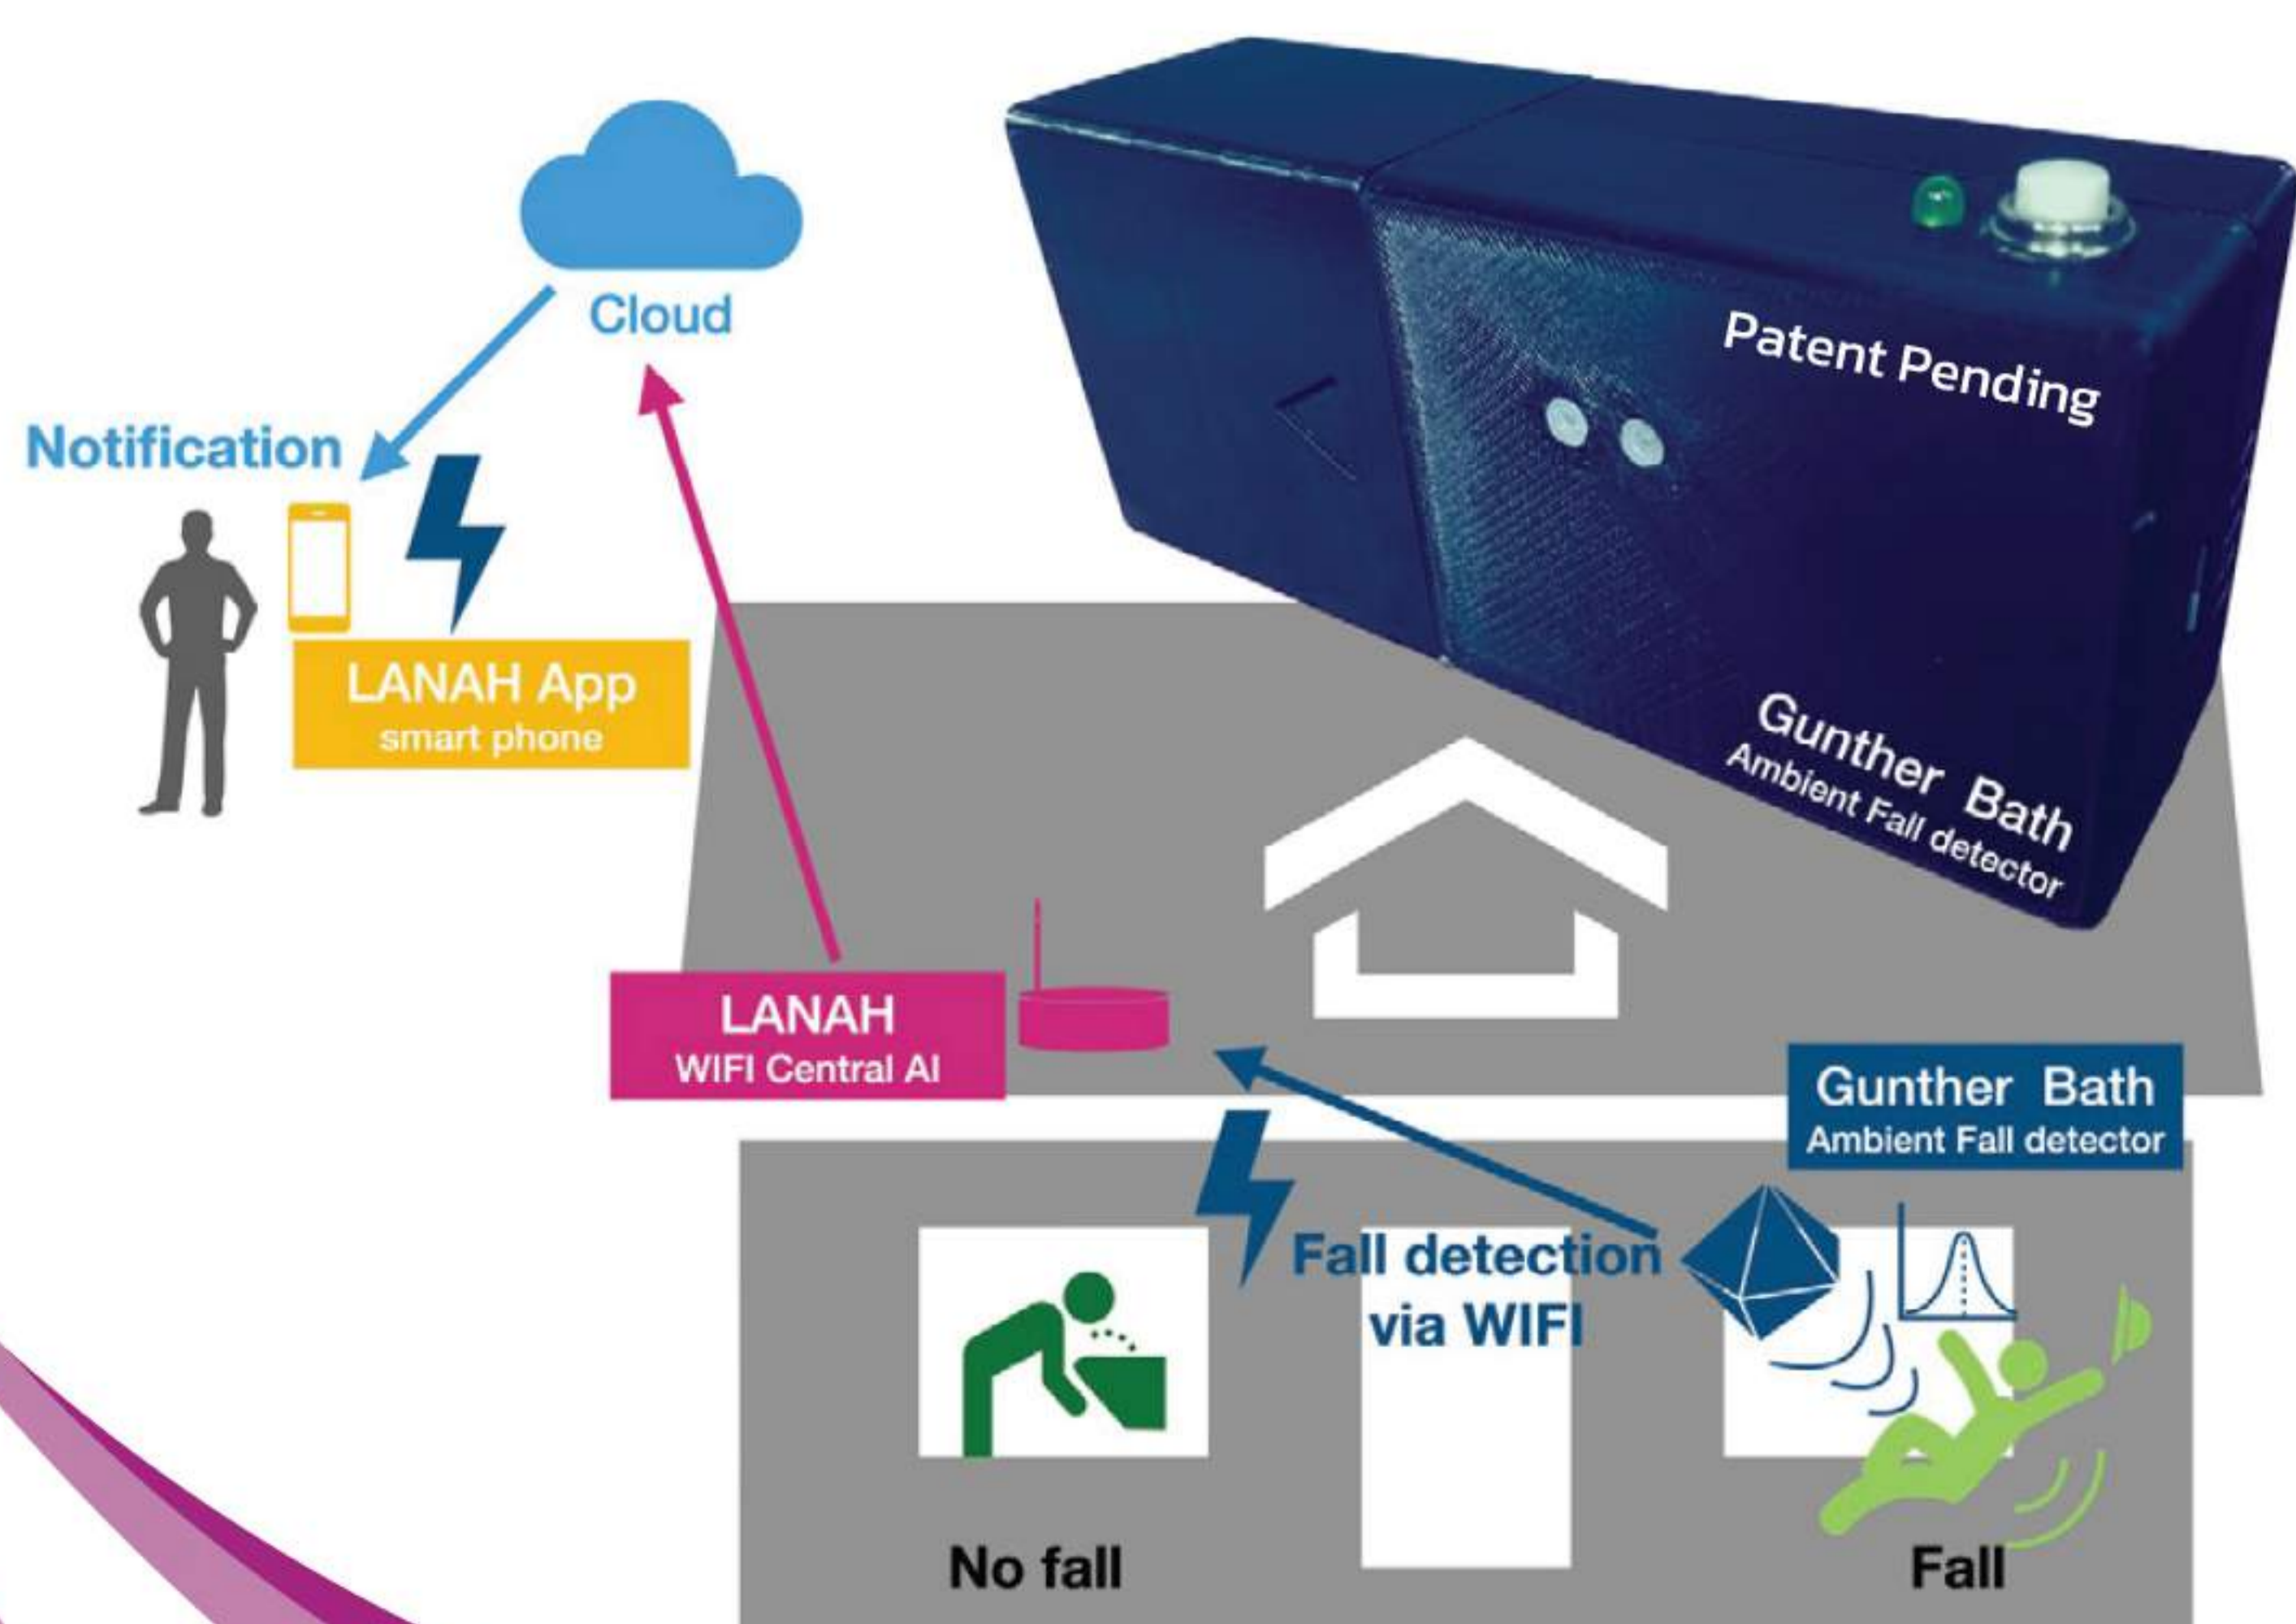 Cloud
Patent Pending
Notification
LANAH App
smart phone
Gunther Bath
Ambient Fall detector
LANAH
WIFI Central AI
Gunther Bath
Ambient Fall detector
Fall detection
via WIFI
No fall
Fall